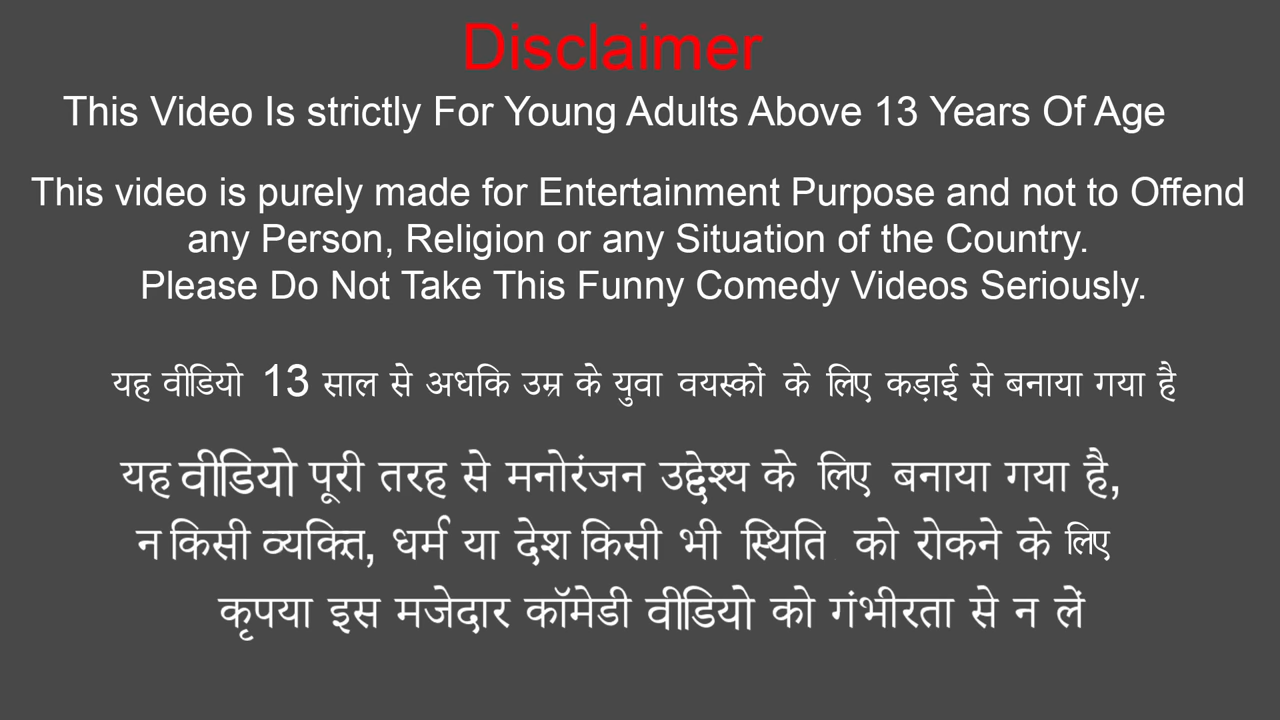 Disclaimer
This Video Is strictly For Young Adults Above 13 Years Of Age
This video is purely made for Entertainment Purpose and not to Offend
any Person, Religion or any Situation of the Country.
Please Do Not Take This Funny Comedy Videos Seriously.
यह वीडियो 13 साल से अधकि उम्र के युवा वयस्कों के लिए कड़ाई से बनाया गया है
यह वीडियो पूरी तरह से मनोरंजन उद्देश्य के लिए बनाया गया है,
न किसी व्यक्ति, धर्म या देश किसी भी स्थिति को रोकने के लिए
कृपया इस मजेदार कॉमेडी वीडियो को गंभीरता से न लें